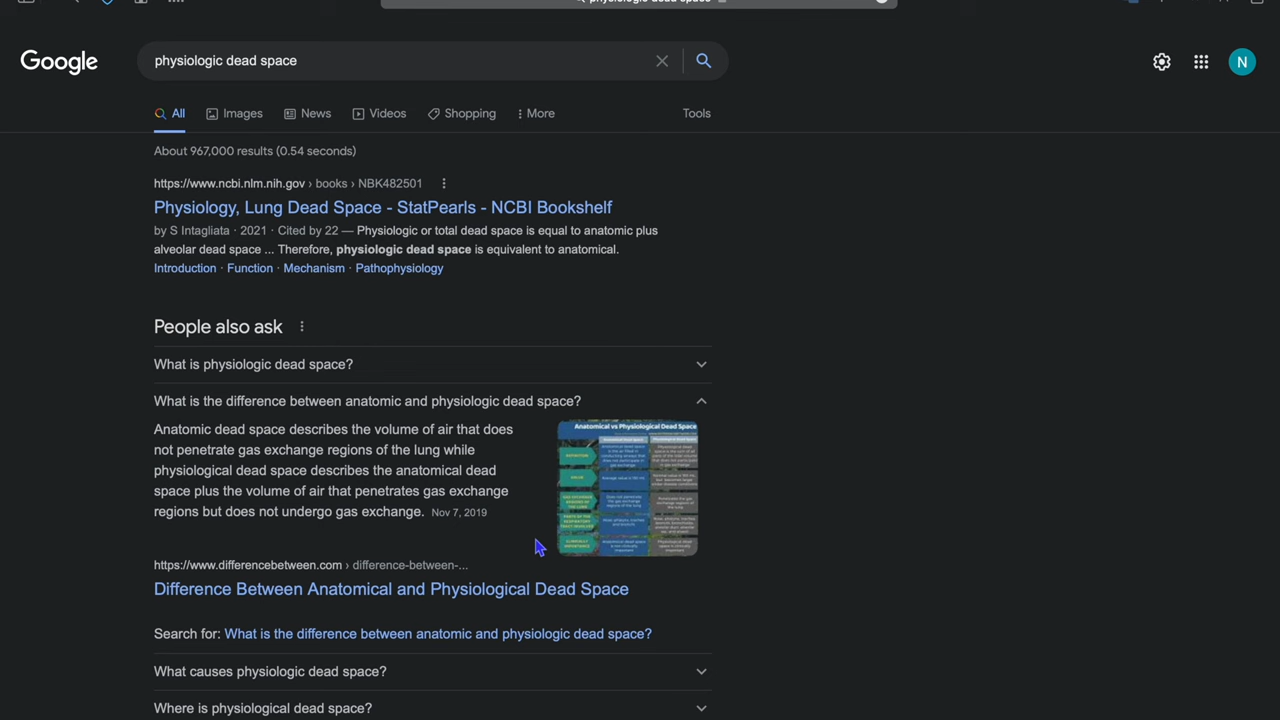 physiologic dead space
Google
physiologic dead space
N
All
Images
News
Videos
Shopping
More
Tools
About 967,000 results (0.54 seconds)
https://www.ncbi.nlm.nih.gov › books › NBK482501
Physiology, Lung Dead Space - StatPearls - NCBI Bookshelf
by S Intagliata · 2021 · Cited by 22 — Physiologic or total dead space is equal to anatomic plus
alveolar dead space ... Therefore, physiologic dead space is equivalent to anatomical.
Introduction · Function · Mechanism · Pathophysiology
People also ask
What is physiologic dead space?
What is the difference between anatomic and physiologic dead space?
Anatomic dead space describes the volume of air that does
not penetrate gas exchange regions of the lung while
physiological dead space describes the anatomical dead
space plus the volume of air that penetrates gas exchange
regions but does not undergo gas exchange. Nov 7, 2019
Anatomical vs Physiological Dead Space
https://www.differencebetween.com › difference-between-...
Difference Between Anatomical and Physiological Dead Space
Search for: What is the difference between anatomic and physiologic dead space?
What causes physiologic dead space?
Where is physiological dead space?